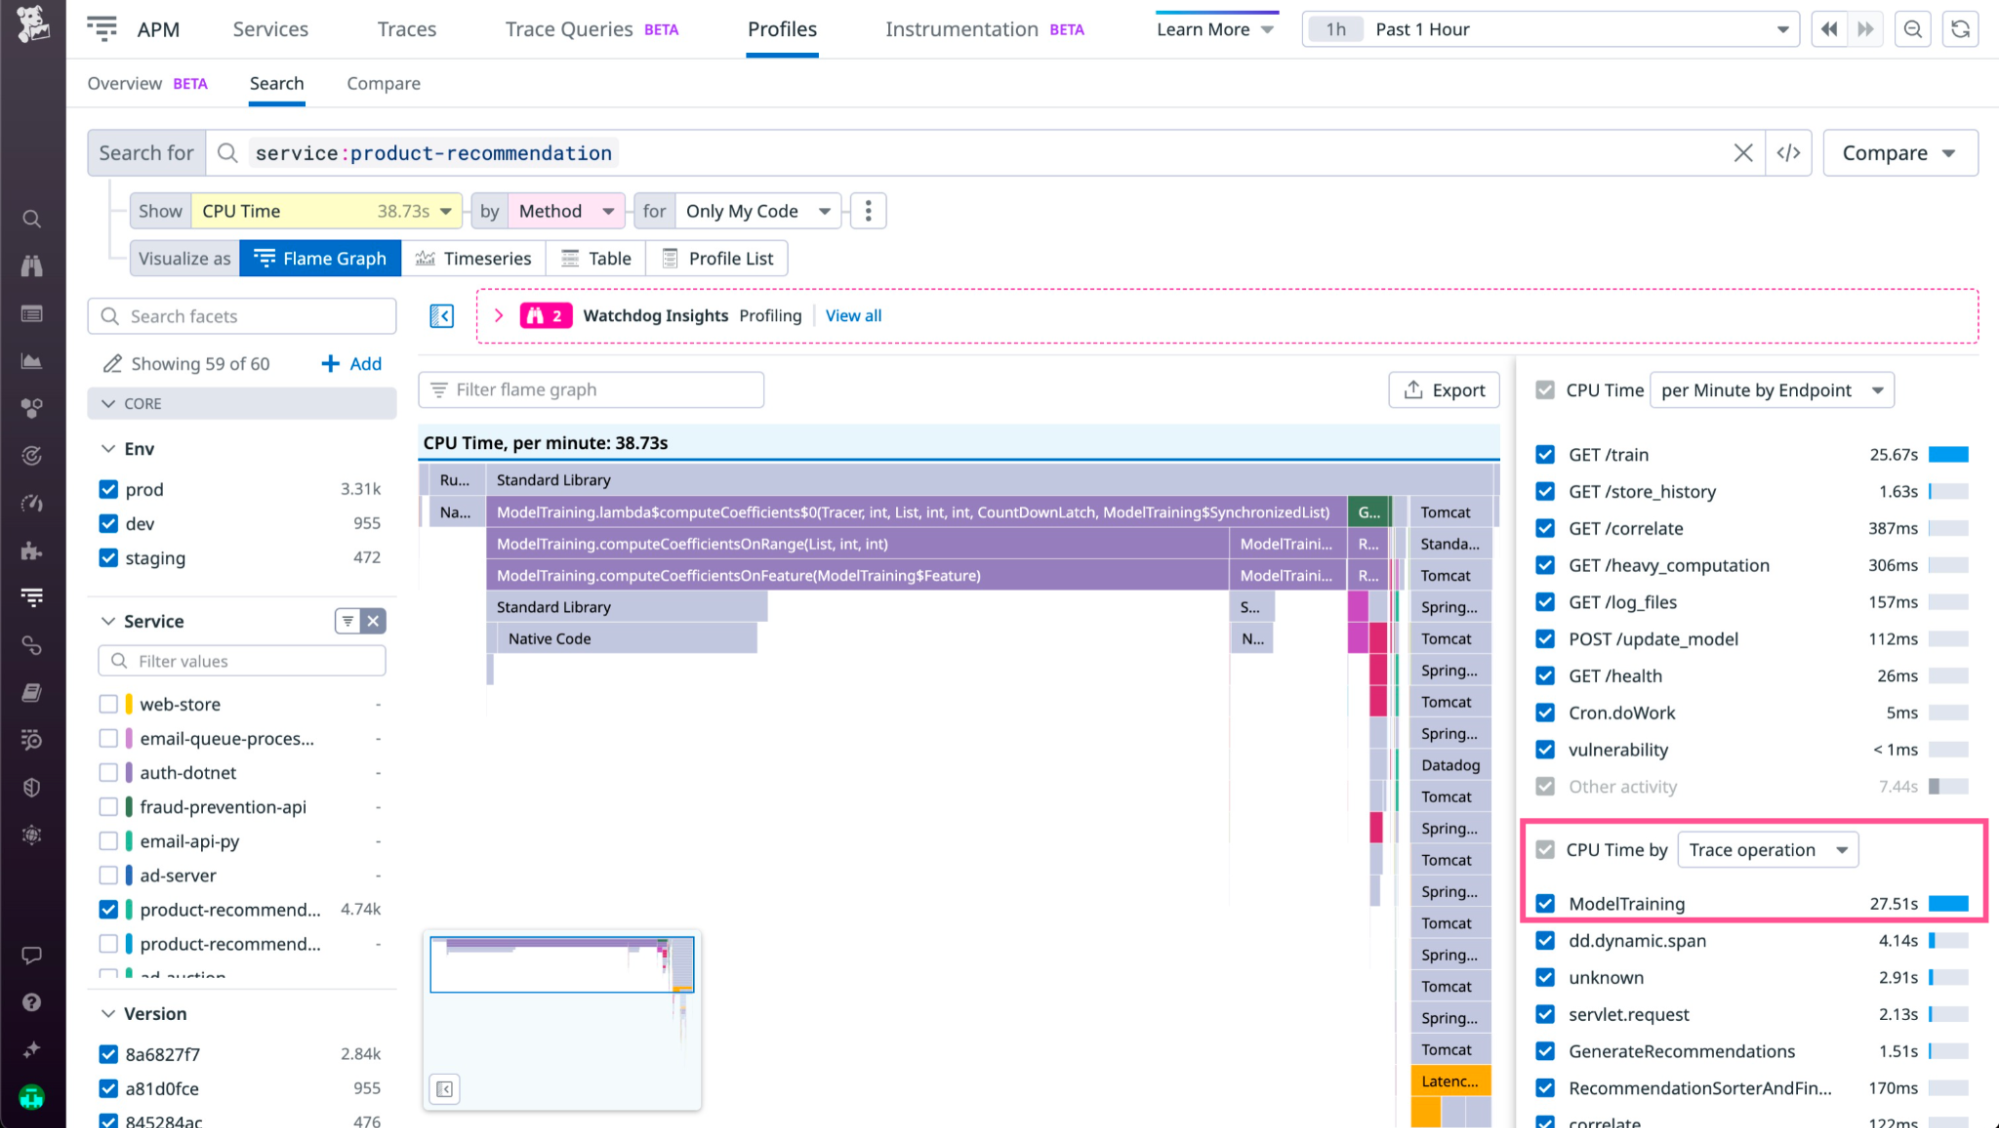 APM Services Traces Trace Queries BETA Profiles Instrumentation BETA Learn More 1h Past 1 Hour
Overview BETA Search Compare
Search for service:product-recommendation </> Compare
Show CPU Time 38.73s by Method for Only My Code
Visualize as Flame Graph Timeseries Table Profile List
Search facets
2 Watchdog Insights Profiling View all
Showing 59 of 60 Add
CORE
Env
prod 3.31k
dev 955
staging 472
Service
Filter values
web-store -
email-queue-proces... -
auth-dotnet -
fraud-prevention-api -
email-api-py -
ad-server -
product-recommend... 4.74k
product-recommend... -
ad-auction -
Version
8a6827f7 2.84k
a81d0fce 955
845284ac 476
Filter flame graph
Export
CPU Time, per minute: 38.73s
Ru... Standard Library
Na... ModelTraining.lambda$computeCoefficients$0(Tracer, int, List, int, int, CountDownLatch, ModelTraining$SynchronizedList) G... Tomcat
ModelTraining.computeCoefficientsOnRange(List, int, int) ModelTraini... R... Standa...
ModelTraining.computeCoefficientsOnFeature(ModelTraining$Feature) ModelTraini... R... Tomcat
Standard Library S... Spring...
Native Code N... Tomcat
Spring...
Tomcat
Spring...
Datadog
Tomcat
Spring...
Tomcat
Spring...
Tomcat
Spring...
Tomcat
Spring...
Tomcat
Latenc...
CPU Time per Minute by Endpoint
GET /train 25.67s
GET /store_history 1.63s
GET /correlate 387ms
GET /heavy_computation 306ms
GET /log_files 157ms
POST /update_model 112ms
GET /health 26ms
Cron.doWork 5ms
vulnerability < 1ms
Other activity 7.44s
CPU Time by Trace operation
ModelTraining 27.51s
dd.dynamic.span 4.14s
unknown 2.91s
servlet.request 2.13s
GenerateRecommendations 1.51s
RecommendationSorterAndFin... 170ms
correlate 122ms